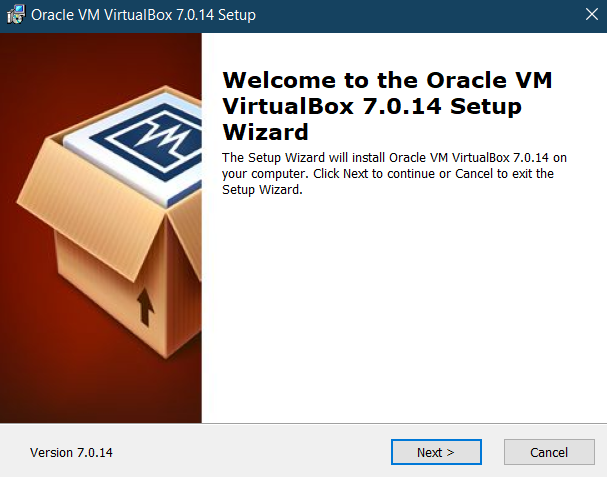 Oracle VM VirtualBox 7.0.14 Setup
Welcome to the Oracle VM
VirtualBox 7.0.14 Setup
Wizard
The Setup Wizard will install Oracle VM VirtualBox 7.0.14 on
your computer. Click Next to continue or Cancel to exit the
Setup Wizard.
Version 7.0.14
Next >
Cancel